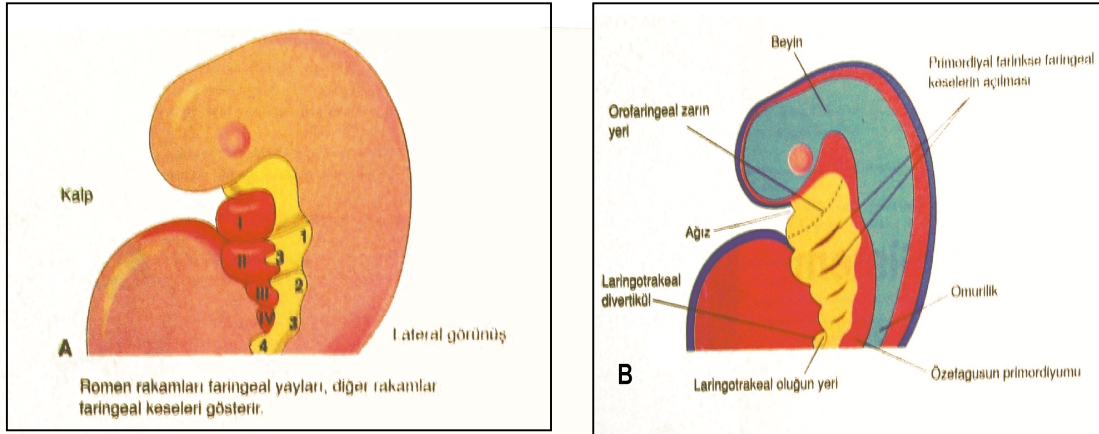 Kalp
I
II
III
IV
1
3
2
3
4
A
Lateral görünüş
Romen rakamları faringeal yayları, diğer rakamlar
faringeal keseleri gösterir.
Beyin
Primordiyal farinkse faringeal
keselerin açılması
Orofaringeal zarın
yeri
Ağız
Laringotrakeal
divertikül
Omurilik
B
Laringotrakeal oluğun yeri
Özefagusun primordiyumu